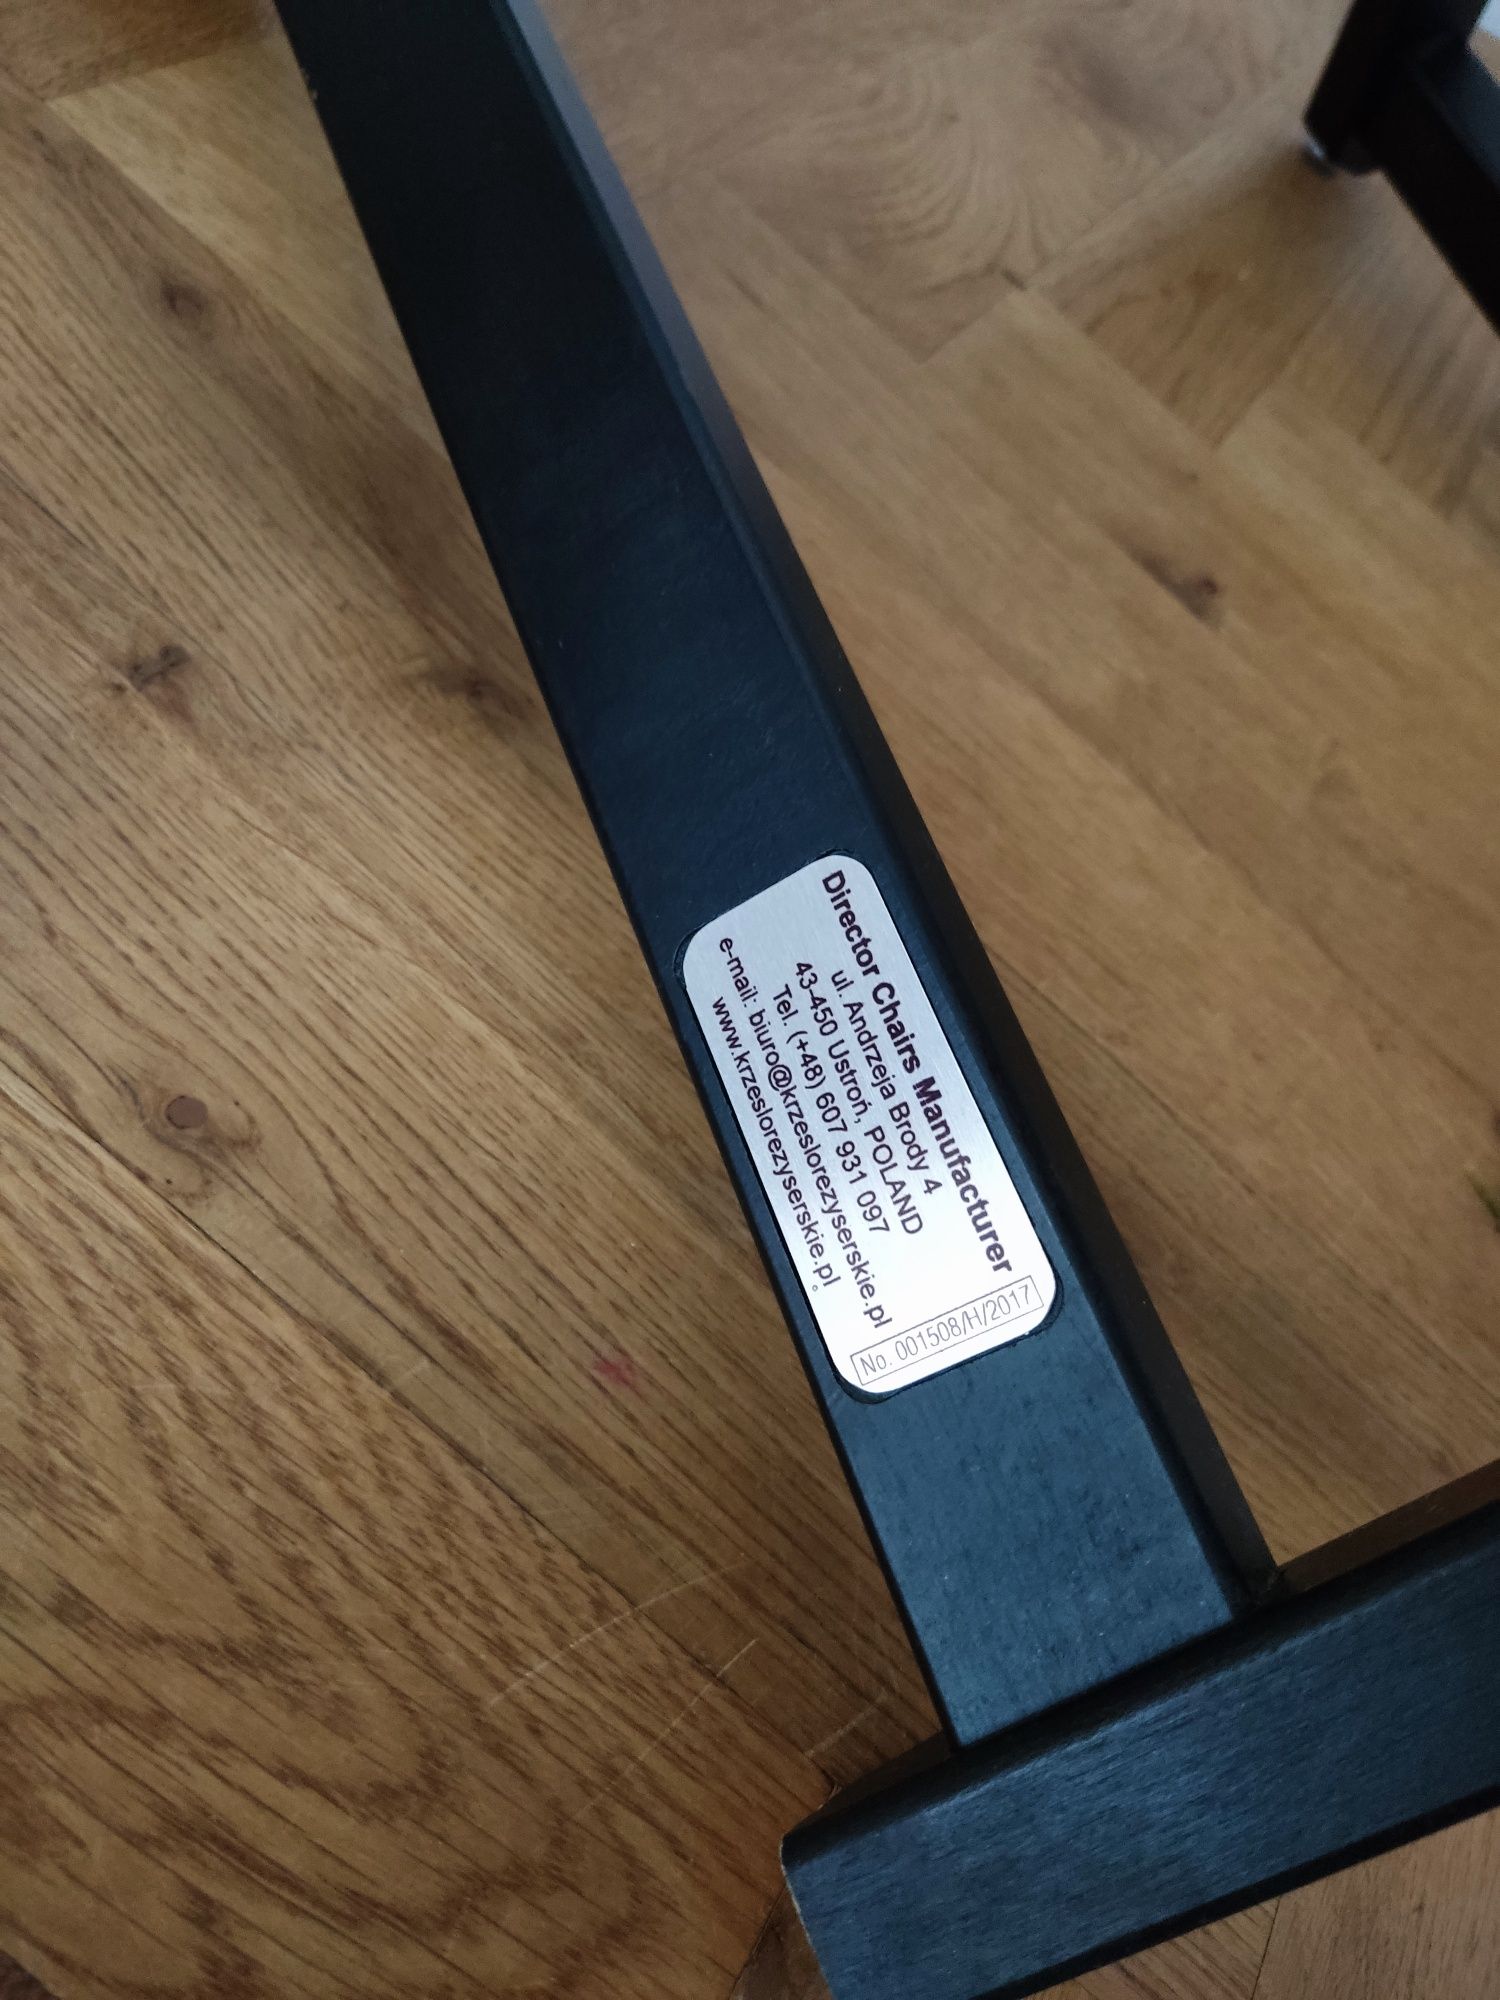 Director Chairs Manufacturer
ul. Andrzeja Brody 4
43-450 Ustroń, POLAND
Tel. (+48) 607 931 097
e-mail: biuro@krzeslorezyserskie.pl
www.krzeslorezyserskie.pl
No. 001508/H/2017